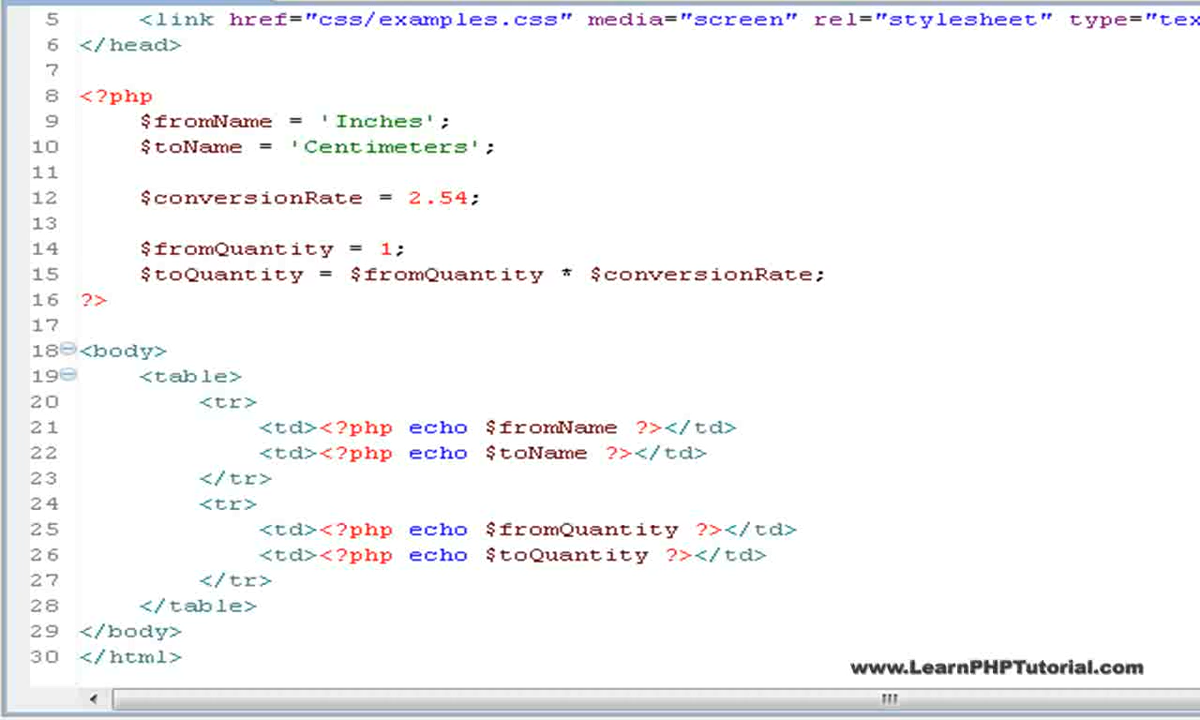 5 <link href="css/examples.css" media="screen" rel="stylesheet" type="tex
6 </head>
7
8 <?php
9 $fromName = 'Inches';
10 $toName = 'Centimeters';
11
12 $conversionRate = 2.54;
13
14 $fromQuantity = 1;
15 $toQuantity = $fromQuantity * $conversionRate;
16 ?>
17
18 <body>
19 <table>
20 <tr>
21 <td><?php echo $fromName ?></td>
22 <td><?php echo $toName ?></td>
23 </tr>
24 <tr>
25 <td><?php echo $fromQuantity ?></td>
26 <td><?php echo $toQuantity ?></td>
27 </tr>
28 </table>
29 </body>
30 </html>
www.LearnPHPTutorial.com